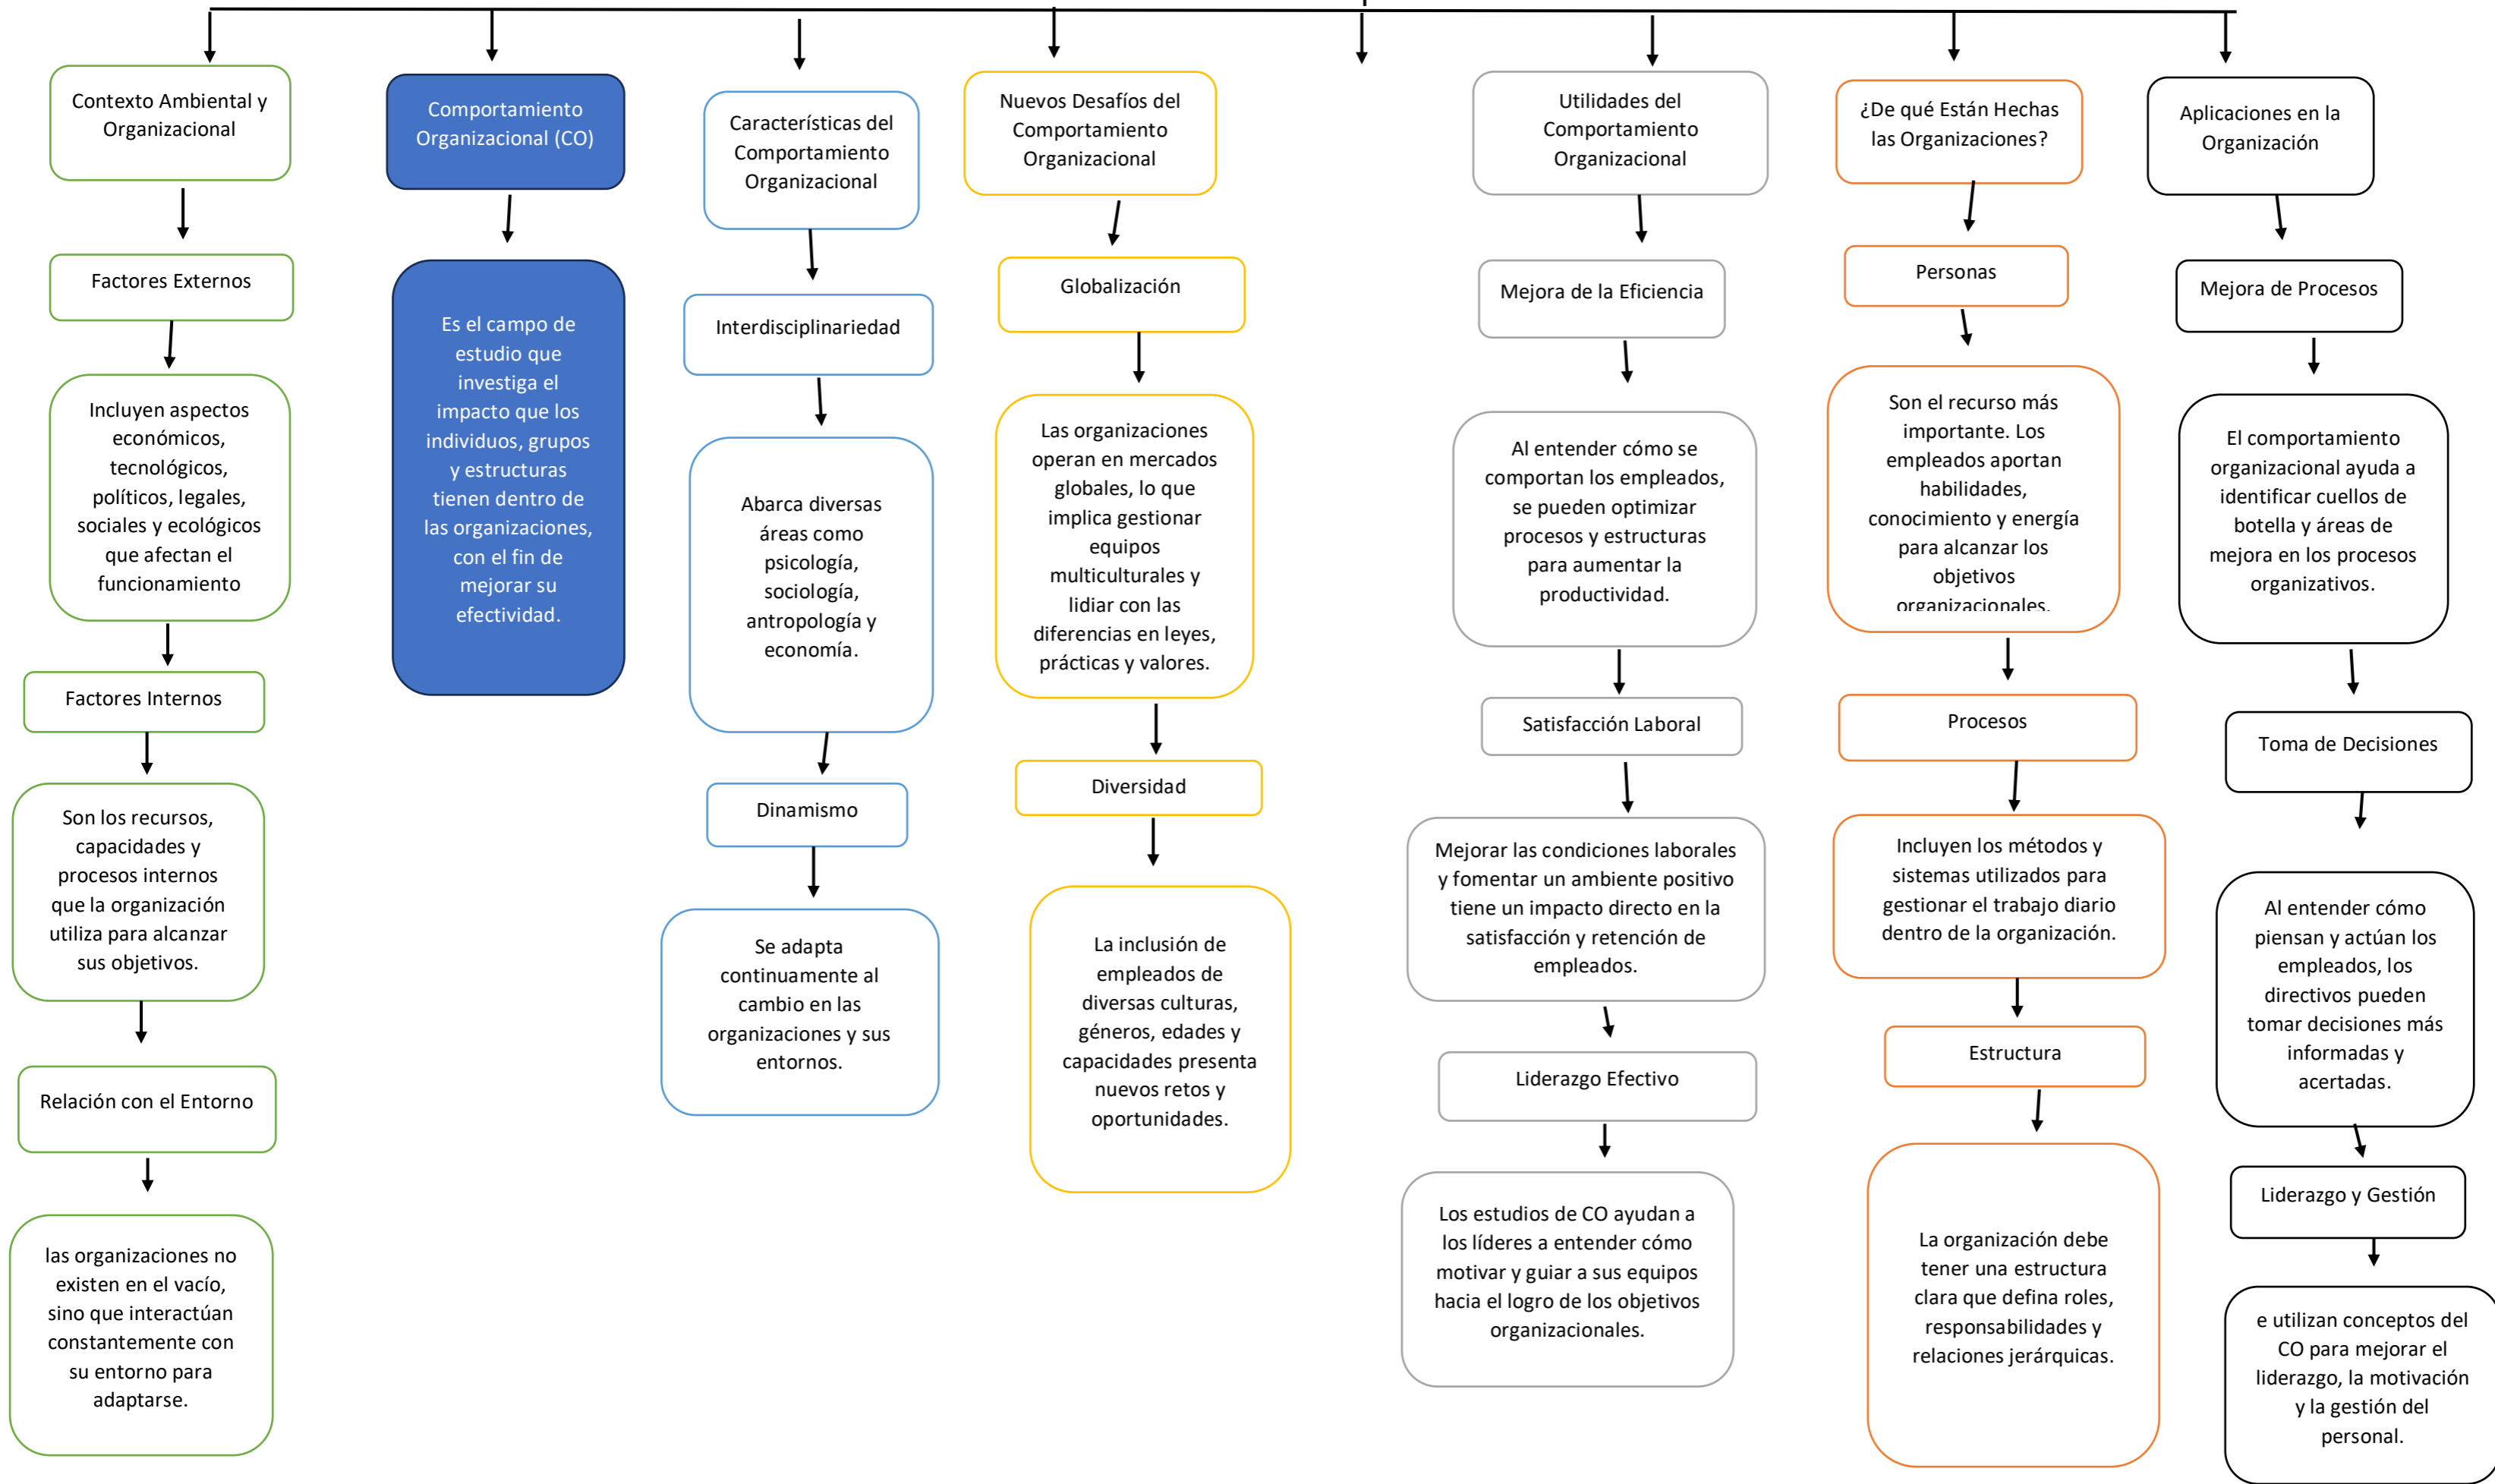 Contexto Ambiental y
Organizacional
Factores Externos
Incluyen aspectos
económicos,
tecnológicos,
políticos, legales,
sociales y ecológicos
que afectan el
funcionamiento
Factores Internos
Son los recursos,
capacidades y
procesos internos
que la organización
utiliza para alcanzar
sus objetivos.
Relación con el Entorno
las organizaciones no
existen en el vacío,
sino que interactúan
constantemente con
su entorno para
adaptarse.
Comportamiento
Organizacional (CO)
Es el campo de
estudio que
investiga el
impacto que los
individuos, grupos
y estructuras
tienen dentro de
las organizaciones,
con el fin de
mejorar su
efectividad.
Características del
Comportamiento
Organizacional
Interdisciplinariedad
Abarca diversas
áreas como
psicología,
sociología,
antropología y
economía.
Dinamismo
Se adapta
continuamente al
cambio en las
organizaciones y sus
entornos.
Nuevos Desafíos del
Comportamiento
Organizacional
Globalización
Las organizaciones
operan en mercados
globales, lo que
implica gestionar
equipos
multiculturales y
lidiar con las
diferencias en leyes,
prácticas y valores.
Diversidad
La inclusión de
empleados de
diversas culturas,
géneros, edades y
capacidades presenta
nuevos retos y
oportunidades.
Utilidades del
Comportamiento
Organizacional
Mejora de la Eficiencia
Al entender cómo se
comportan los empleados,
se pueden optimizar
procesos y estructuras
para aumentar la
productividad.
Satisfacción Laboral
Mejorar las condiciones laborales
y fomentar un ambiente positivo
tiene un impacto directo en la
satisfacción y retención de
empleados.
Liderazgo Efectivo
Los estudios de CO ayudan a
los líderes a entender cómo
motivar y guiar a sus equipos
hacia el logro de los objetivos
organizacionales.
¿De qué Están Hechas
las Organizaciones?
Personas
Son el recurso más
importante. Los
empleados aportan
habilidades,
conocimiento y energía
para alcanzar los
objetivos
organizacionales.
Procesos
Incluyen los métodos y
sistemas utilizados para
gestionar el trabajo diario
dentro de la organización.
Estructura
La organización debe
tener una estructura
clara que defina roles,
responsabilidades y
relaciones jerárquicas.
Aplicaciones en la
Organización
Mejora de Procesos
El comportamiento
organizacional ayuda a
identificar cuellos de
botella y áreas de
mejora en los procesos
organizativos.
Toma de Decisiones
Al entender cómo
piensan y actúan los
empleados, los
directivos pueden
tomar decisiones más
informadas y
acertadas.
Liderazgo y Gestión
e utilizan conceptos del
CO para mejorar el
liderazgo, la motivación
y la gestión del
personal.